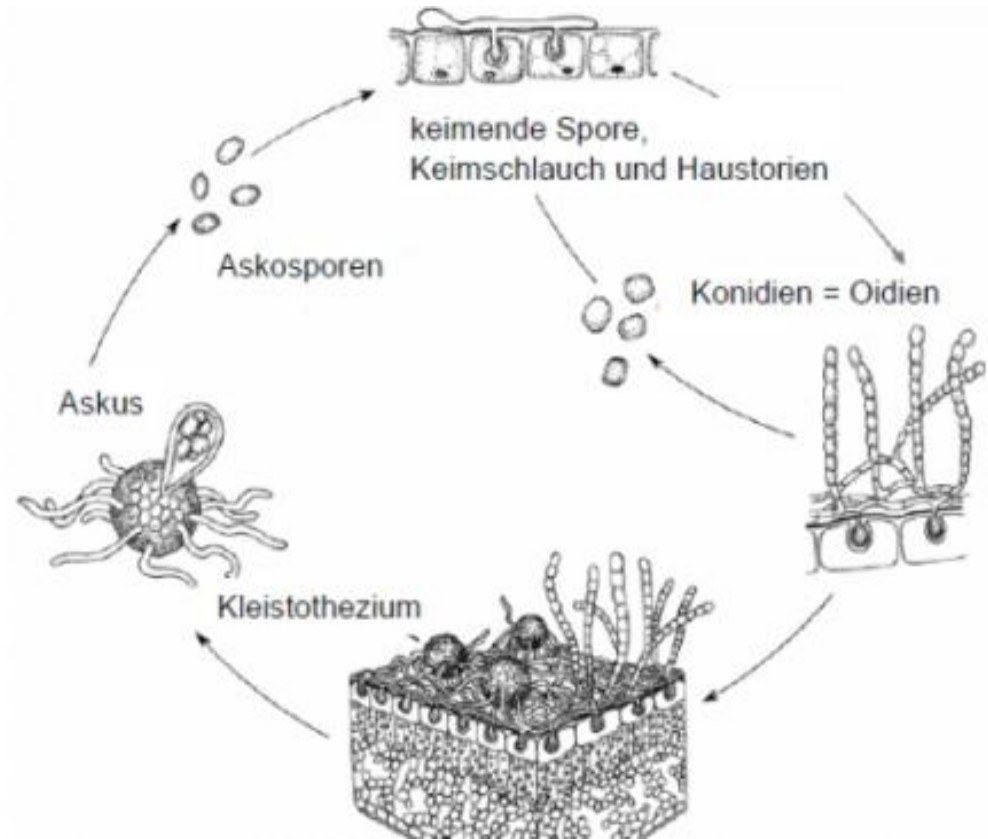 keimende Spore,
Keimschlauch und Haustorien
Askosporen
Konidien = Oidien
Askus
Kleistothezium